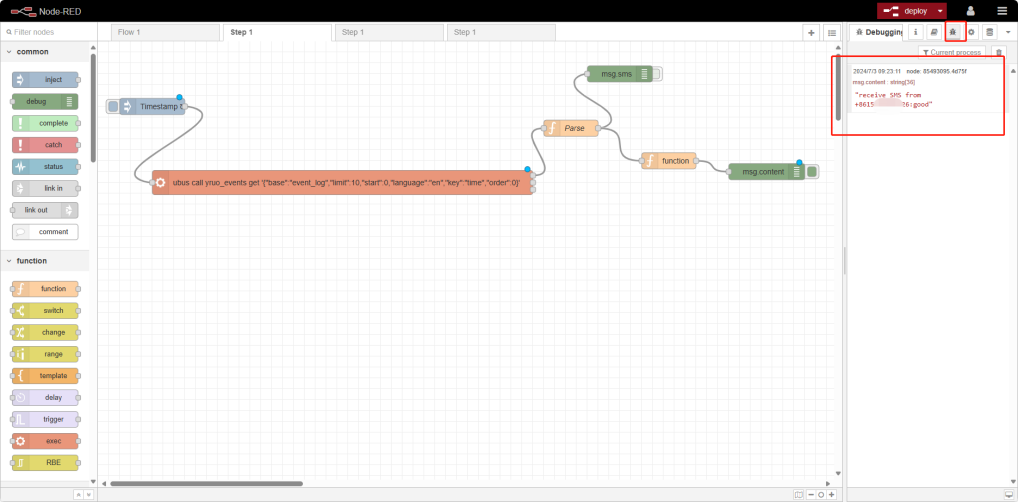 Node-RED
deploy
Filter nodes
Flow 1
Step 1
Step 1
Step 1
Debugging
common
inject
debug
complete
catch
status
link in
link out
comment
function
function
switch
change
range
template
delay
trigger
exec
RBE
Timestamp
ubus call yruo_events get '{"base":"event_log","limit":10,"start":0,"language":"en","key":"time","order":0}'
Parse
msg.sms
function
msg.content
Current process
2024/7/3 09:23:1 node: 85493095.4d75f
msg.content : string[36]
"receive SMS from
+8615 26:good"